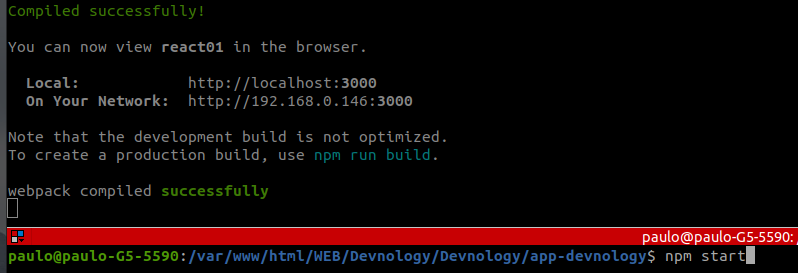 Compiled successfully!
You can now view react01 in the browser.
Local: http://localhost:3000
On Your Network: http://192.168.0.146:3000
Note that the development build is not optimized.
To create a production build, use npm run build.
webpack compiled successfully
paulo@paulo-G5-5590: /
paulo@paulo-G5-5590:/var/www/html/WEB/Devnology/Devnology/app-devnology$ npm start